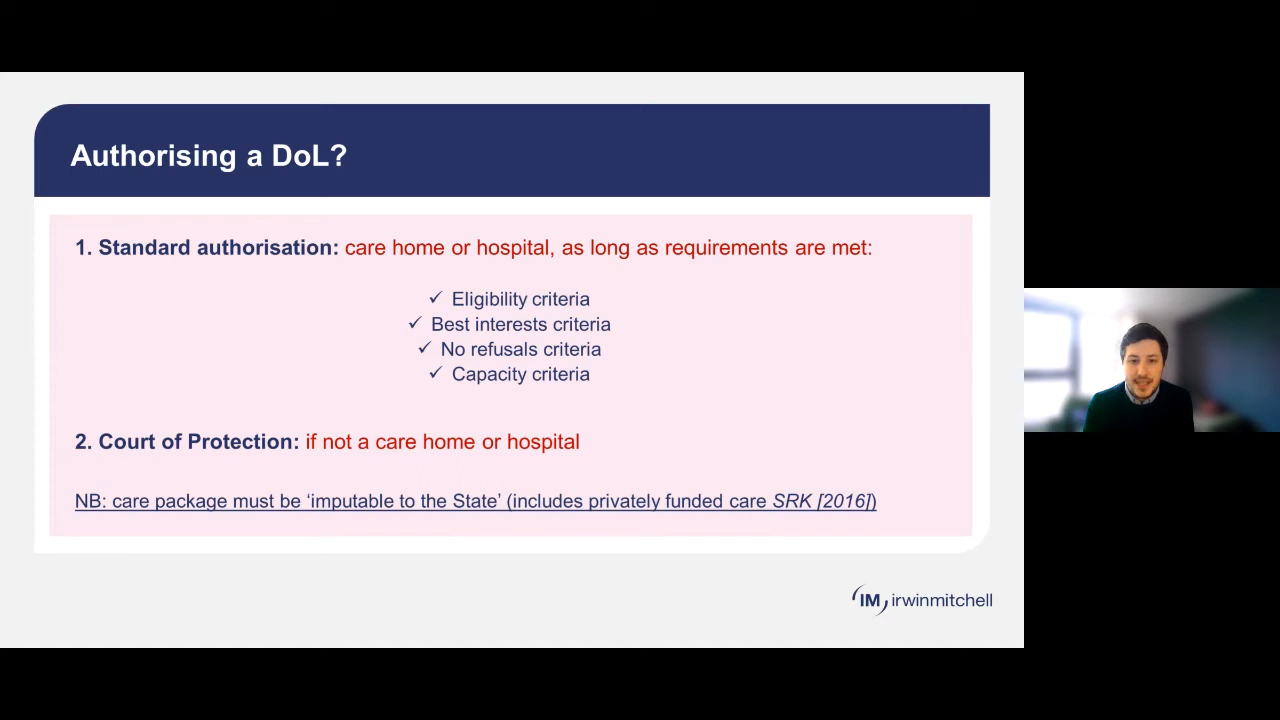 Authorising a DoL?
1. Standard authorisation: care home or hospital, as long as requirements are met:
✓ Eligibility criteria
✓ Best interests criteria
✓ No refusals criteria
✓ Capacity criteria
2. Court of Protection: if not a care home or hospital
NB: care package must be ‘imputable to the State’ (includes privately funded care SRK [2016])
IM irwinmitchell